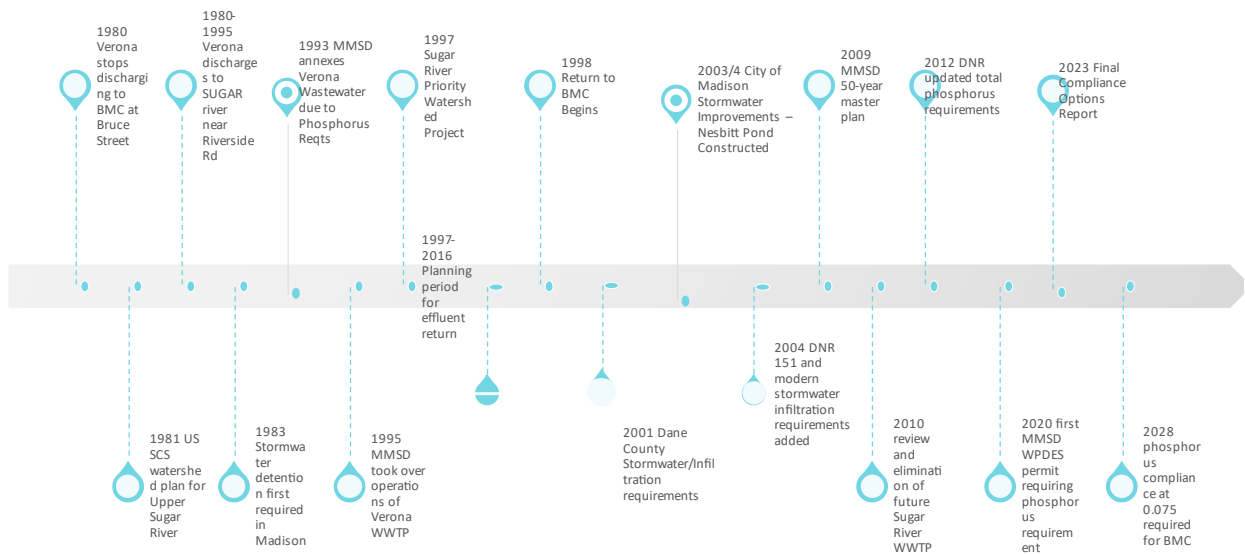 1980
Verona
stops
dischargi
ng to
BMC at
Bruce
Street
1980-
1995
Verona
discharge
s to
SUGAR
river
near
Riverside
Rd
1993 MMSD
annexes
Verona
Wastewater
due to
Phosphorus
Reqts
1997
Sugar
River
Priority
Watersh
ed
Project
1998
Return to
BMC
Begins
2003/4 City of
Madison
Stormwater
Improvements –
Nesbitt Pond
Constructed
2009
MMSD
50-year
master
plan
2012 DNR
updated total
phosphorus
requirements
2023 Final
Compliance
Options
Report
1997-
2016
Planning
period
for
effluent
return
1981 US
SCS
watershe
d plan for
Upper
Sugar
River
1983
Stormwa
ter
detentio
n first
required
in
Madison
1995
MMSD
took over
operatio
ns of
Verona
WWTP
2001 Dane
County
Stormwater/Infil
tration
requirements
2004 DNR
151 and
modern
stormwater
infiltration
requirements
added
2010
review
and
eliminati
on of
future
Sugar
River
WWTP
2020 first
MMSD
WPDES
permit
requiring
phosphor
us
requirem
ent
2028
phosphor
us
complian
ce at
0.075
required
for BMC